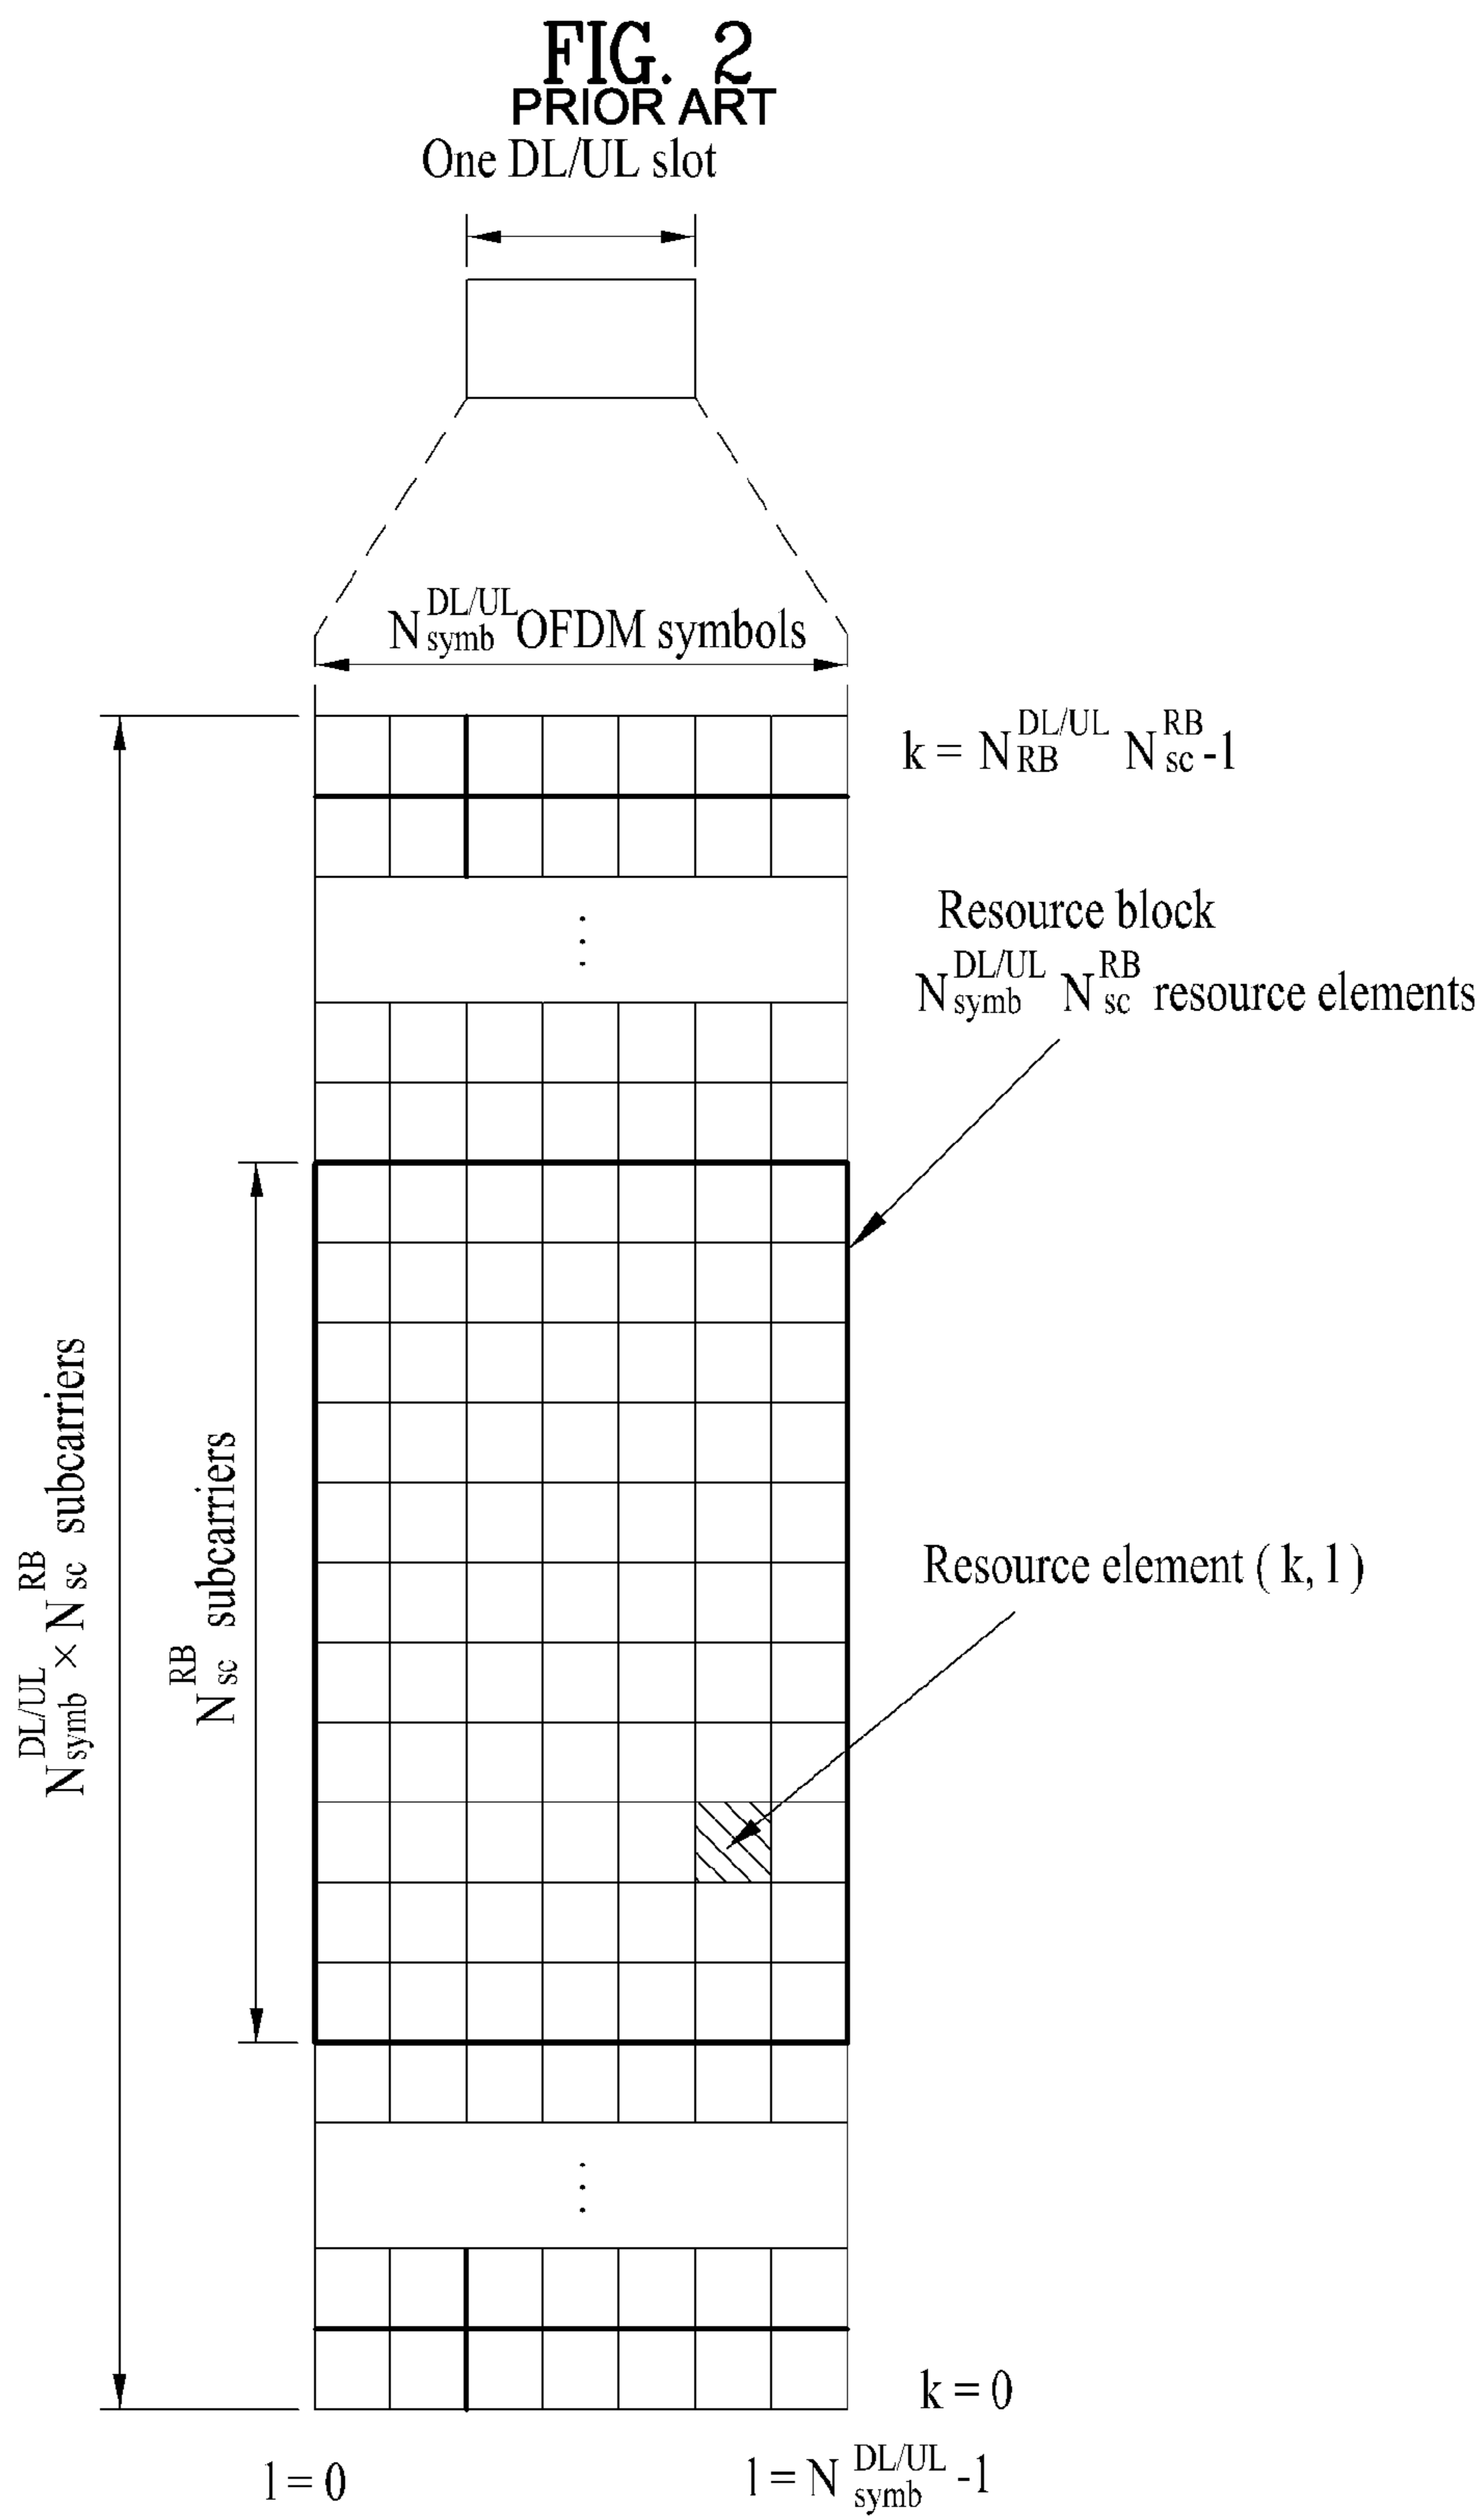 FIG. 2
PRIOR ART
One DL/UL slot
N_symb^DL/UL OFDM symbols
k = N_RB^DL/UL N_sc^RB -1
Resource block
N_symb^DL/UL N_sc^RB resource elements
N_symb^DL/UL × N_sc^RB subcarriers
N_sc^RB subcarriers
Resource element ( k, l )
k = 0
l = 0
l = N_symb^DL/UL -1